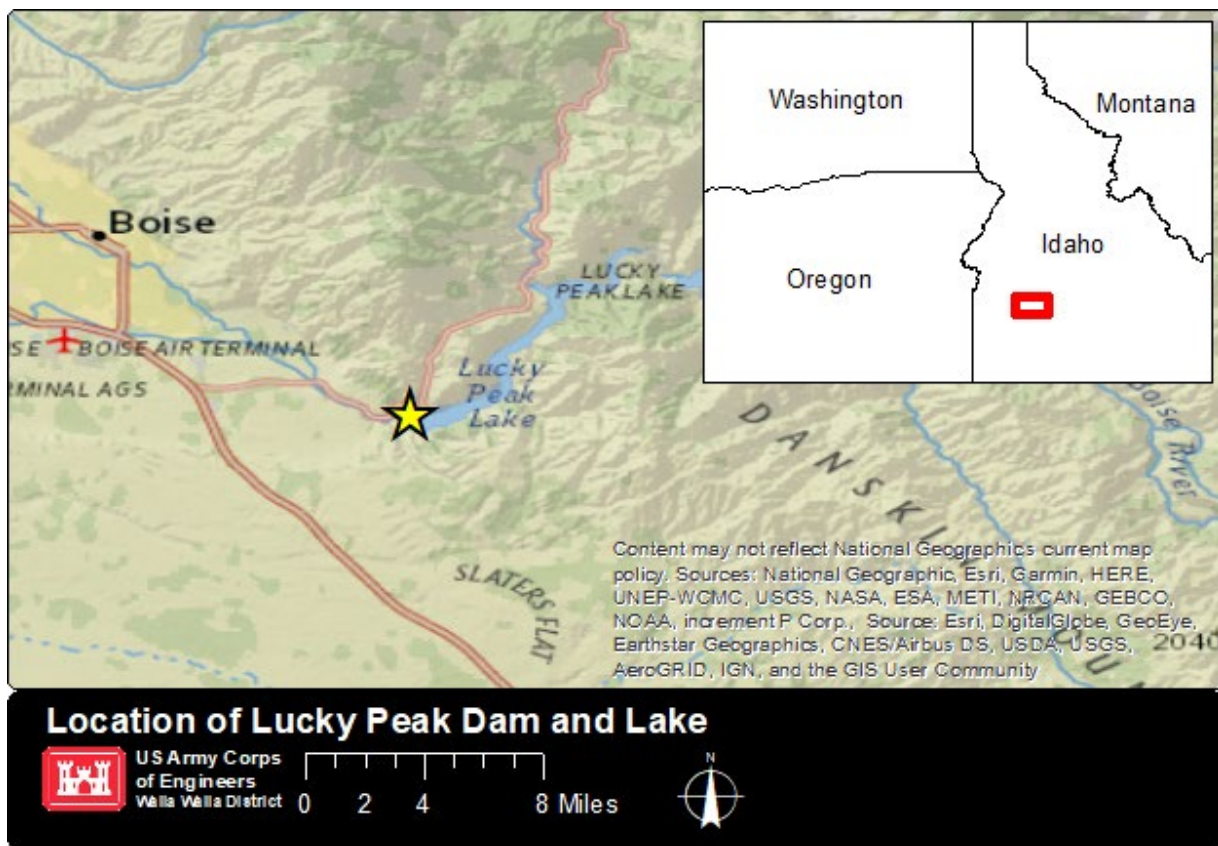 Washington
Montana
Oregon
Idaho
Boise
LUCKY
PEAK LAKE
BOISE AIR TERMINAL
Lucky
Peak
Lake
Boise River
SLATERS FLAT
Content may not reflect National Geographics current map
policy. Sources: National Geographic, Esri, Garmin, HERE,
UNEP-WCMC, USGS, NASA, ESA, METI, NRCAN, GEBCO,
NOAA, increment P Corp., Source: Esri, DigitalGlobe, GeoEye,
Earthstar Geographics, CNES/Airbus DS, USDA, USGS,
AeroGRID, IGN, and the GIS User Community
2040
Location of Lucky Peak Dam and Lake
US Army Corps
of Engineers
Walla Walla District
0 2 4 8 Miles
N